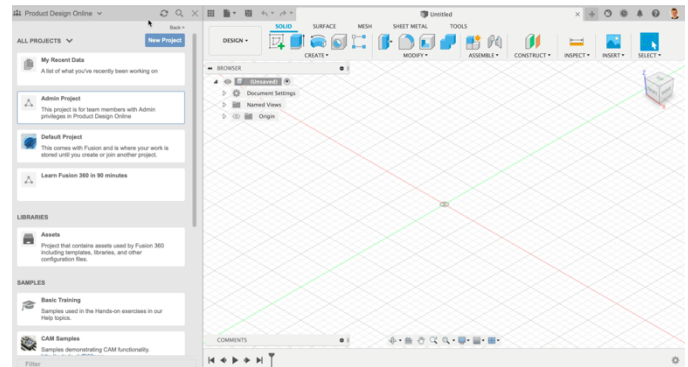 Product Design Online
Untitled
Back >
ALL PROJECTS
New Project
My Recent Data
A list of what you've recently been working on
Admin Project
This project is for team members with Admin
privileges in Product Design Online
Default Project
This comes with Fusion and is where your work is
stored until you create or join another project.
Learn Fusion 360 in 90 minutes
LIBRARIES
Assets
Project that contains assets used by Fusion 360
including templates, libraries, and other
configuration files.
SAMPLES
Basic Training
Samples used in the Hands-on exercises in our
Help topics.
CAM Samples
Samples demonstrating CAM functionality.
Filter
SOLID SURFACE MESH SHEET METAL TOOLS
DESIGN
CREATE MODIFY ASSEMBLE CONSTRUCT INSPECT INSERT SELECT
BROWSER
(Unsaved)
Document Settings
Named Views
Origin
Z
COMMENTS